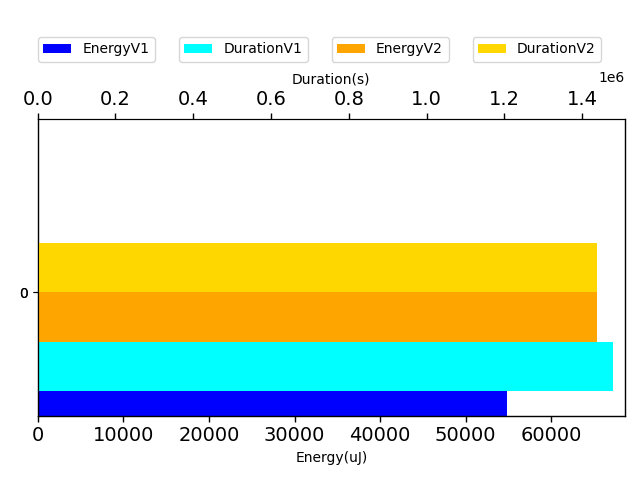 EnergyV1 DurationV1 EnergyV2 DurationV2
Duration(s)
1e6
0.0 0.2 0.4 0.6 0.8 1.0 1.2 1.4
0
0 10000 20000 30000 40000 50000 60000
Energy(uJ)